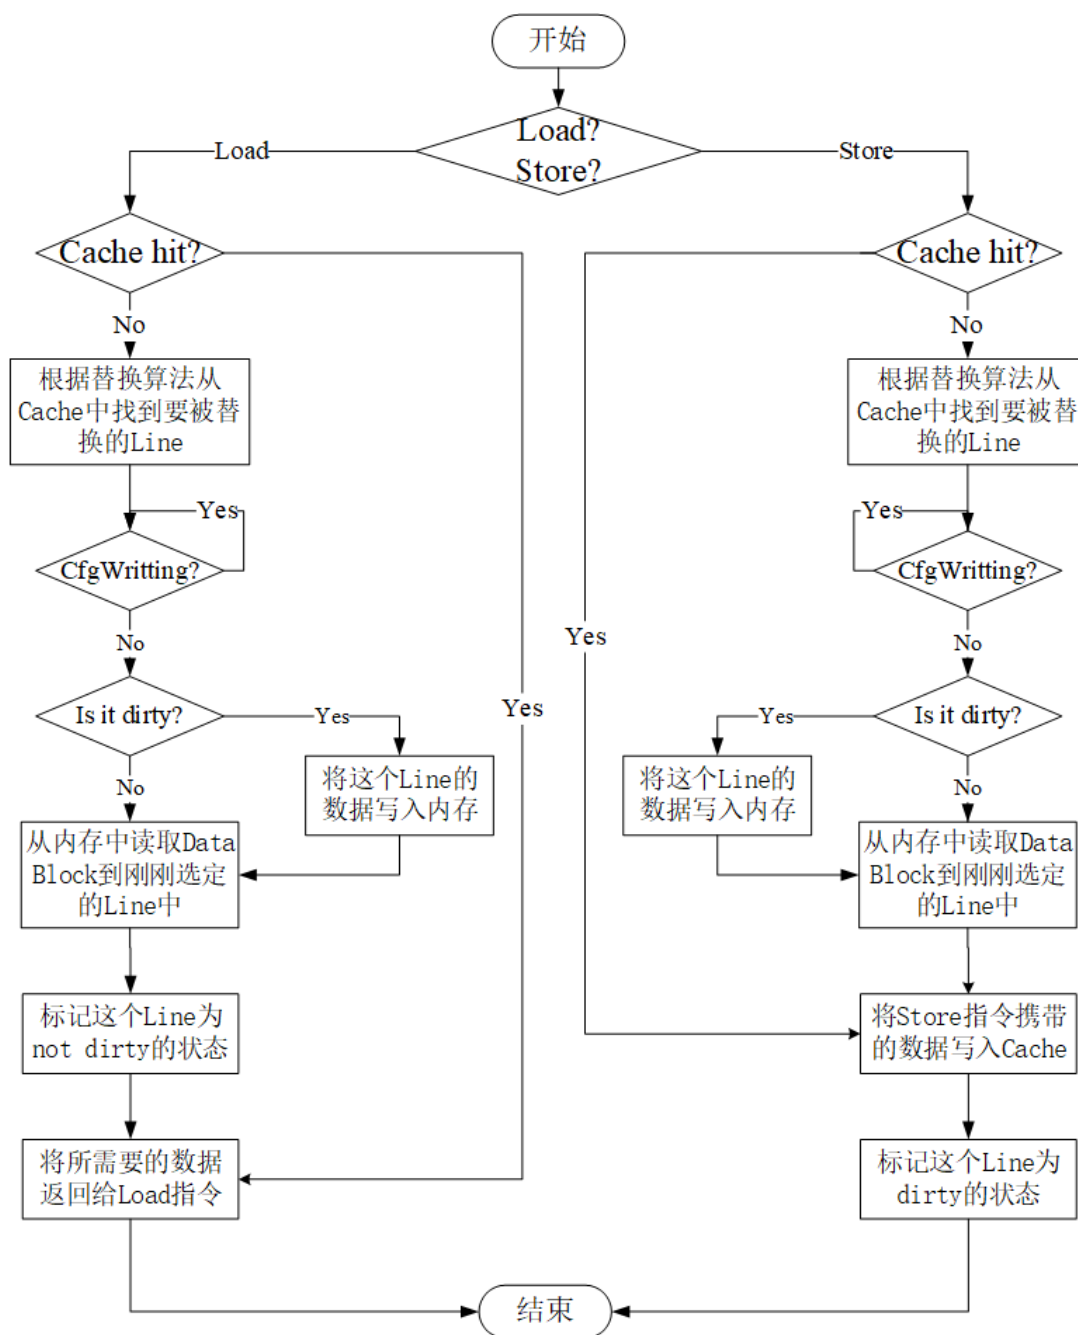 开始
Load?
Store?
Load
Store
Cache hit?
Cache hit?
No
No
根据替换算法从
Cache中找到要被替
换的Line
根据替换算法从
Cache中找到要被替
换的Line
Yes
Yes
CfgWritting?
CfgWritting?
No
No
Yes
Yes
Is it dirty?
Yes
Yes
Is it dirty?
No
No
将这个Line的
数据写入内存
将这个Line的
数据写入内存
从内存中读取Data
Block到刚刚选定
的Line中
从内存中读取Data
Block到刚刚选定
的Line中
标记这个Line为
not dirty的状态
将Store指令携带
的数据写入Cache
将所需要的数据
返回给Load指令
标记这个Line为
dirty的状态
结束